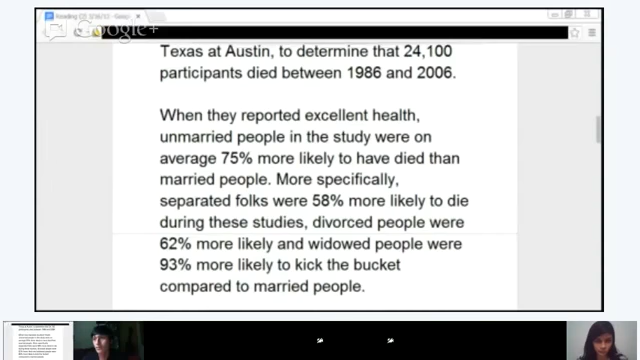 Google+
Texas at Austin, to determine that 24,100
participants died between 1986 and 2006.
When they reported excellent health,
unmarried people in the study were on
average 75% more likely to have died than
married people. More specifically,
separated folks were 58% more likely to die
during these studies, divorced people were
62% more likely and widowed people were
93% more likely to kick the bucket
compared to married people.